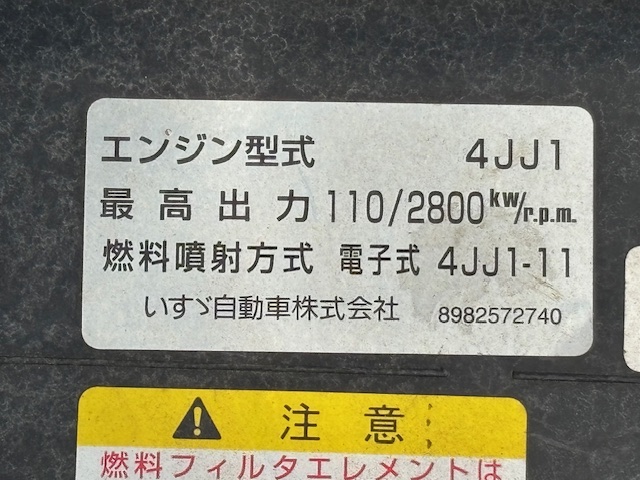 エンジン型式 4JJ1
最高出力 110/2800kw/r.p.m.
燃料噴射方式 電子式 4JJ1-11
いすゞ自動車株式会社 8982572740
注意
燃料フィルタエレメントは